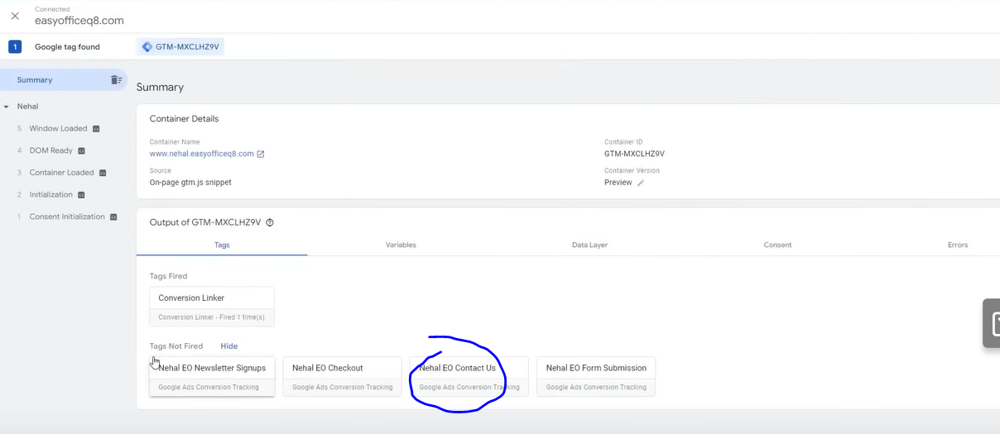 Connected
easyofficeq8.com
1 Google tag found GTM-MXCLHZ9V
Summary
Nehal
5 Window Loaded
4 DOM Ready
3 Container Loaded
2 Initialization
1 Consent Initialization
Summary
Container Details
Container Name
www.nehal.easyofficeq8.com
Container ID
GTM-MXCLHZ9V
Source
On-page gtm.js snippet
Container Version
Preview
Output of GTM-MXCLHZ9V
Tags Variables Data Layer Consent Errors
Tags Fired
Conversion Linker
Conversion Linker - Fired 1 time(s)
Tags Not Fired Hide
Nehal EO Newsletter Signups
Google Ads Conversion Tracking
Nehal EO Checkout
Google Ads Conversion Tracking
Nehal EO Contact Us
Google Ads Conversion Tracking
Nehal EO Form Submission
Google Ads Conversion Tracking